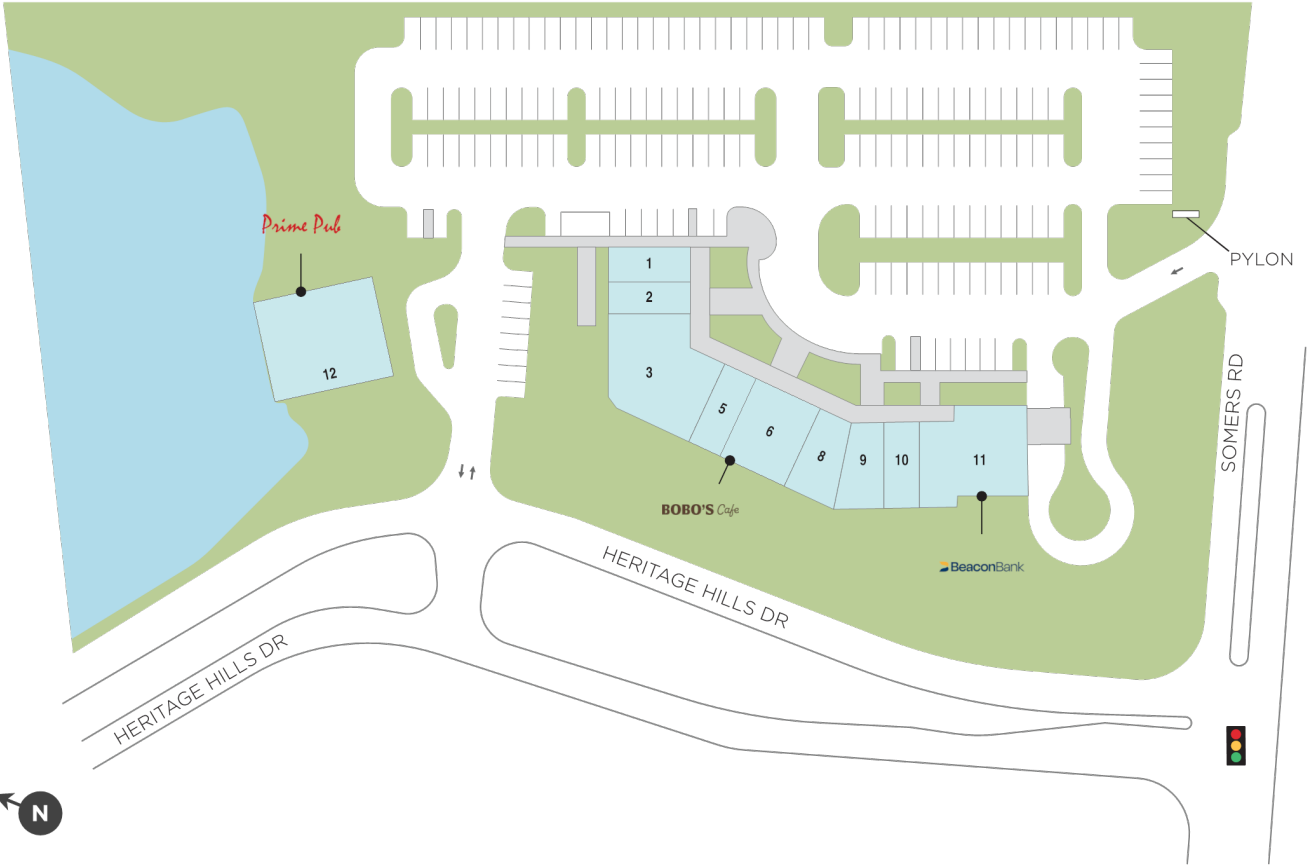 Prime Pub
PYLON
1
2
3
12
5
6
8
9
10
11
SOMERS RD
BOBO'S Cafe
BeaconBank
HERITAGE HILLS DR
HERITAGE HILLS DR
N